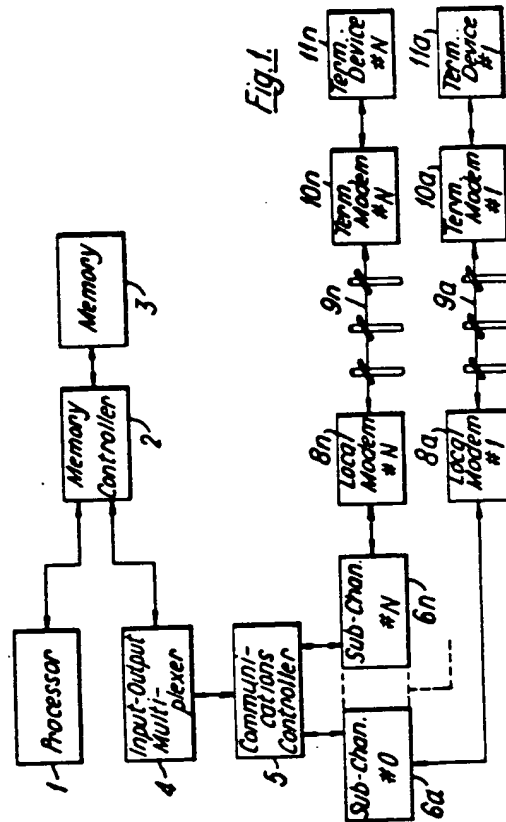 Fig. 1.
Processor
1
Memory
Controller
2
Memory
3
Input-Output
Multi-
plexer
4
Communi-
cations
Controller
5
Sub-Chan.
#0
6a
Sub-Chan.
#N
6n
Local
Modem
#N
8n
9n
Term.
Modem
#N
10n
Term.
Device
#N
11n
Local
Modem
#1
8a
9a
Term.
Modem
#1
10a
Term.
Device
#1
11a